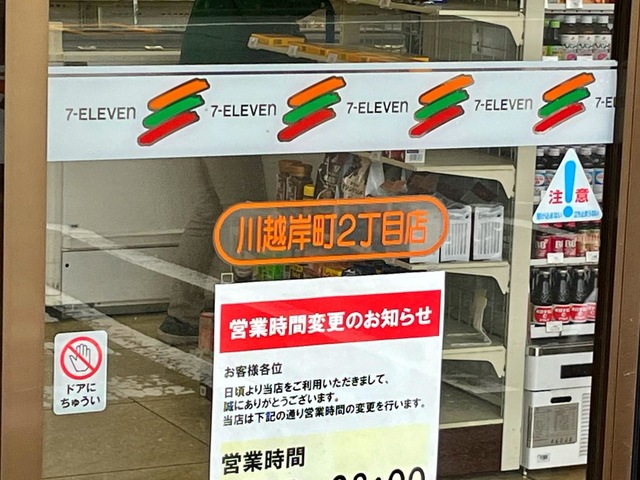 7-ELEVEn 7-ELEVEn 7-ELEVEn 7-ELEVEn
川越岸町2丁目店
注!意
営業時間変更のお知らせ
お客様各位
日頃より当店をご利用いただきまして、
誠にありがとうございます。
当店は下記の通り営業時間の変更を行います。
営業時間
ドアに
ちゅうい